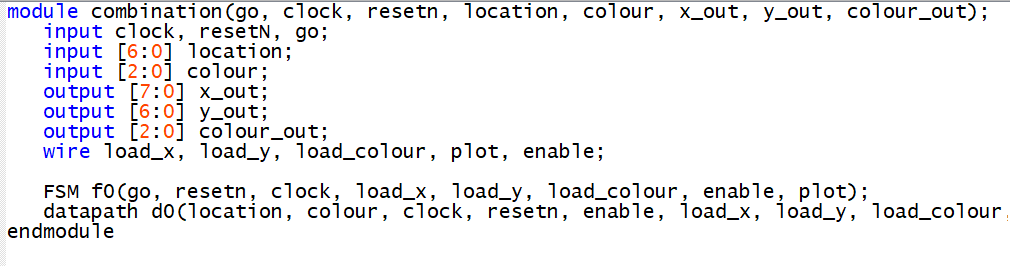 module combination(go, clock, resetn, location, colour, x_out, y_out, colour_out);
input clock, resetN, go;
input [6:0] location;
input [2:0] colour;
output [7:0] x_out;
output [6:0] y_out;
output [2:0] colour_out;
wire load_x, load_y, load_colour, plot, enable;
FSM f0(go, resetn, clock, load_x, load_y, load_colour, enable, plot);
datapath d0(location, colour, clock, resetn, enable, load_x, load_y, load_colour,
endmodule